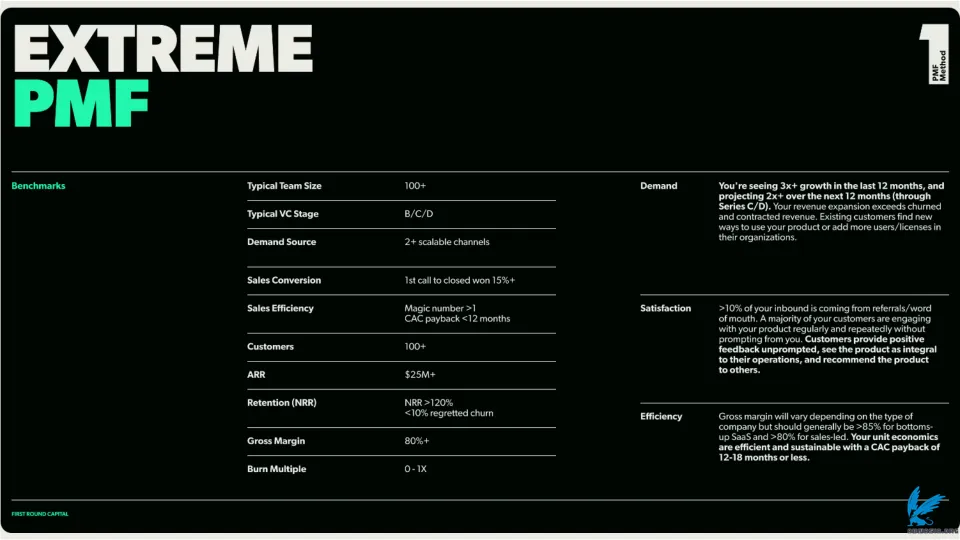 EXTREME
PMF
1
PMF
Method
Benchmarks
Typical Team Size
100+
Typical VC Stage
B/C/D
Demand Source
2+ scalable channels
Sales Conversion
1st call to closed won 15%+
Sales Efficiency
Magic number >1
CAC payback <12 months
Customers
100+
ARR
$25M+
Retention (NRR)
NRR >120%
<10% regretted churn
Gross Margin
80%+
Burn Multiple
0 - 1X
Demand
You're seeing 3x+ growth in the last 12 months, and
projecting 2x+ over the next 12 months (through
Series C/D). Your revenue expansion exceeds churned
and contracted revenue. Existing customers find new
ways to use your product or add more users/licenses in
their organizations.
Satisfaction
>10% of your inbound is coming from referrals/word
of mouth. A majority of your customers are engaging
with your product regularly and repeatedly without
prompting from you. Customers provide positive
feedback unprompted, see the product as integral
to their operations, and recommend the product
to others.
Efficiency
Gross margin will vary depending on the type of
company but should generally be >85% for bottoms-
up SaaS and >80% for sales-led. Your unit economics
are efficient and sustainable with a CAC payback of
12-18 months or less.
FIRST ROUND CAPITAL